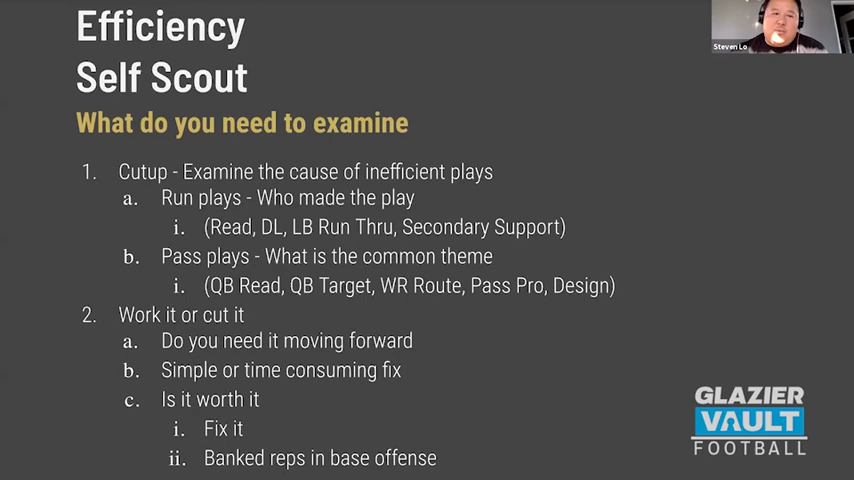 Efficiency
Self Scout
What do you need to examine
1. Cutup - Examine the cause of inefficient plays
a. Run plays - Who made the play
i. (Read, DL, LB Run Thru, Secondary Support)
b. Pass plays - What is the common theme
i. (QB Read, QB Target, WR Route, Pass Pro, Design)
2. Work it or cut it
a. Do you need it moving forward
b. Simple or time consuming fix
c. Is it worth it
i. Fix it
ii. Banked reps in base offense
Steven Lo
GLAZIER
VAULT
FOOTBALL